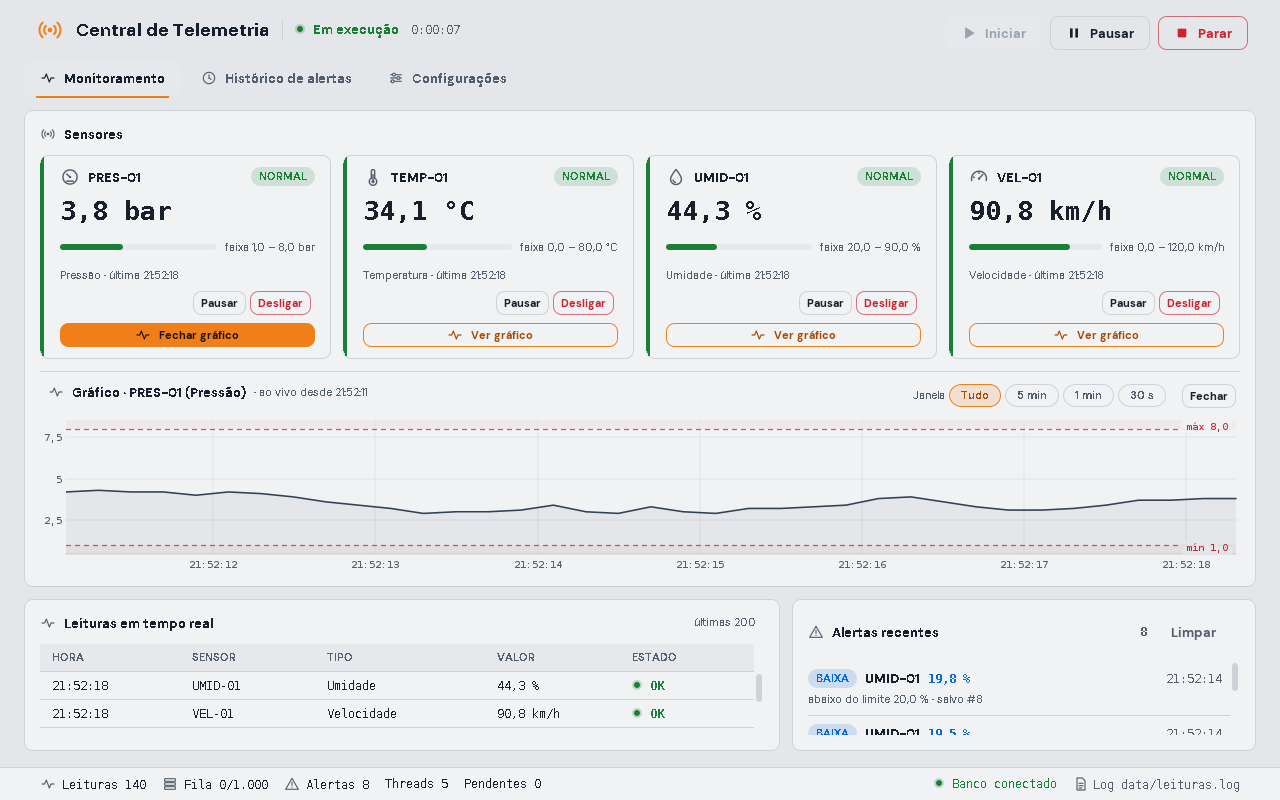 Central de Telemetria Em execução 0:00:07 Iniciar Pausar Parar
Monitoramento Histórico de alertas Configurações
Sensores
PRES-01 NORMAL
3,8 bar
faixa 1,0 – 8,0 bar
Pressão · última 21:52:18
Pausar Desligar
Fechar gráfico
TEMP-01 NORMAL
34,1 °C
faixa 0,0 – 80,0 °C
Temperatura · última 21:52:18
Pausar Desligar
Ver gráfico
UMID-01 NORMAL
44,3 %
faixa 20,0 – 90,0 %
Umidade · última 21:52:18
Pausar Desligar
Ver gráfico
VEL-01 NORMAL
90,8 km/h
faixa 0,0 – 120,0 km/h
Velocidade · última 21:52:18
Pausar Desligar
Ver gráfico
Gráfico · PRES-01 (Pressão) · ao vivo desde 21:52:11 Janela Tudo 5 min 1 min 30 s Fechar
máx 8,0
7,5
5
2,5
mín 1,0
21:52:12 21:52:13 21:52:14 21:52:15 21:52:16 21:52:17 21:52:18
Leituras em tempo real últimas 200
HORA SENSOR TIPO VALOR ESTADO
21:52:18 UMID-01 Umidade 44,3 % OK
21:52:18 VEL-01 Velocidade 90,8 km/h OK
Alertas recentes 8 Limpar
BAIXA UMID-01 19,8 % 21:52:14
abaixo do limite 20,0 % · salvo #8
BAIXA UMID-01 19,5 % 21:52:14
Leituras 140 Fila 0/1.000 Alertas 8 Threads 5 Pendentes 0 Banco conectado Log data/leituras.log